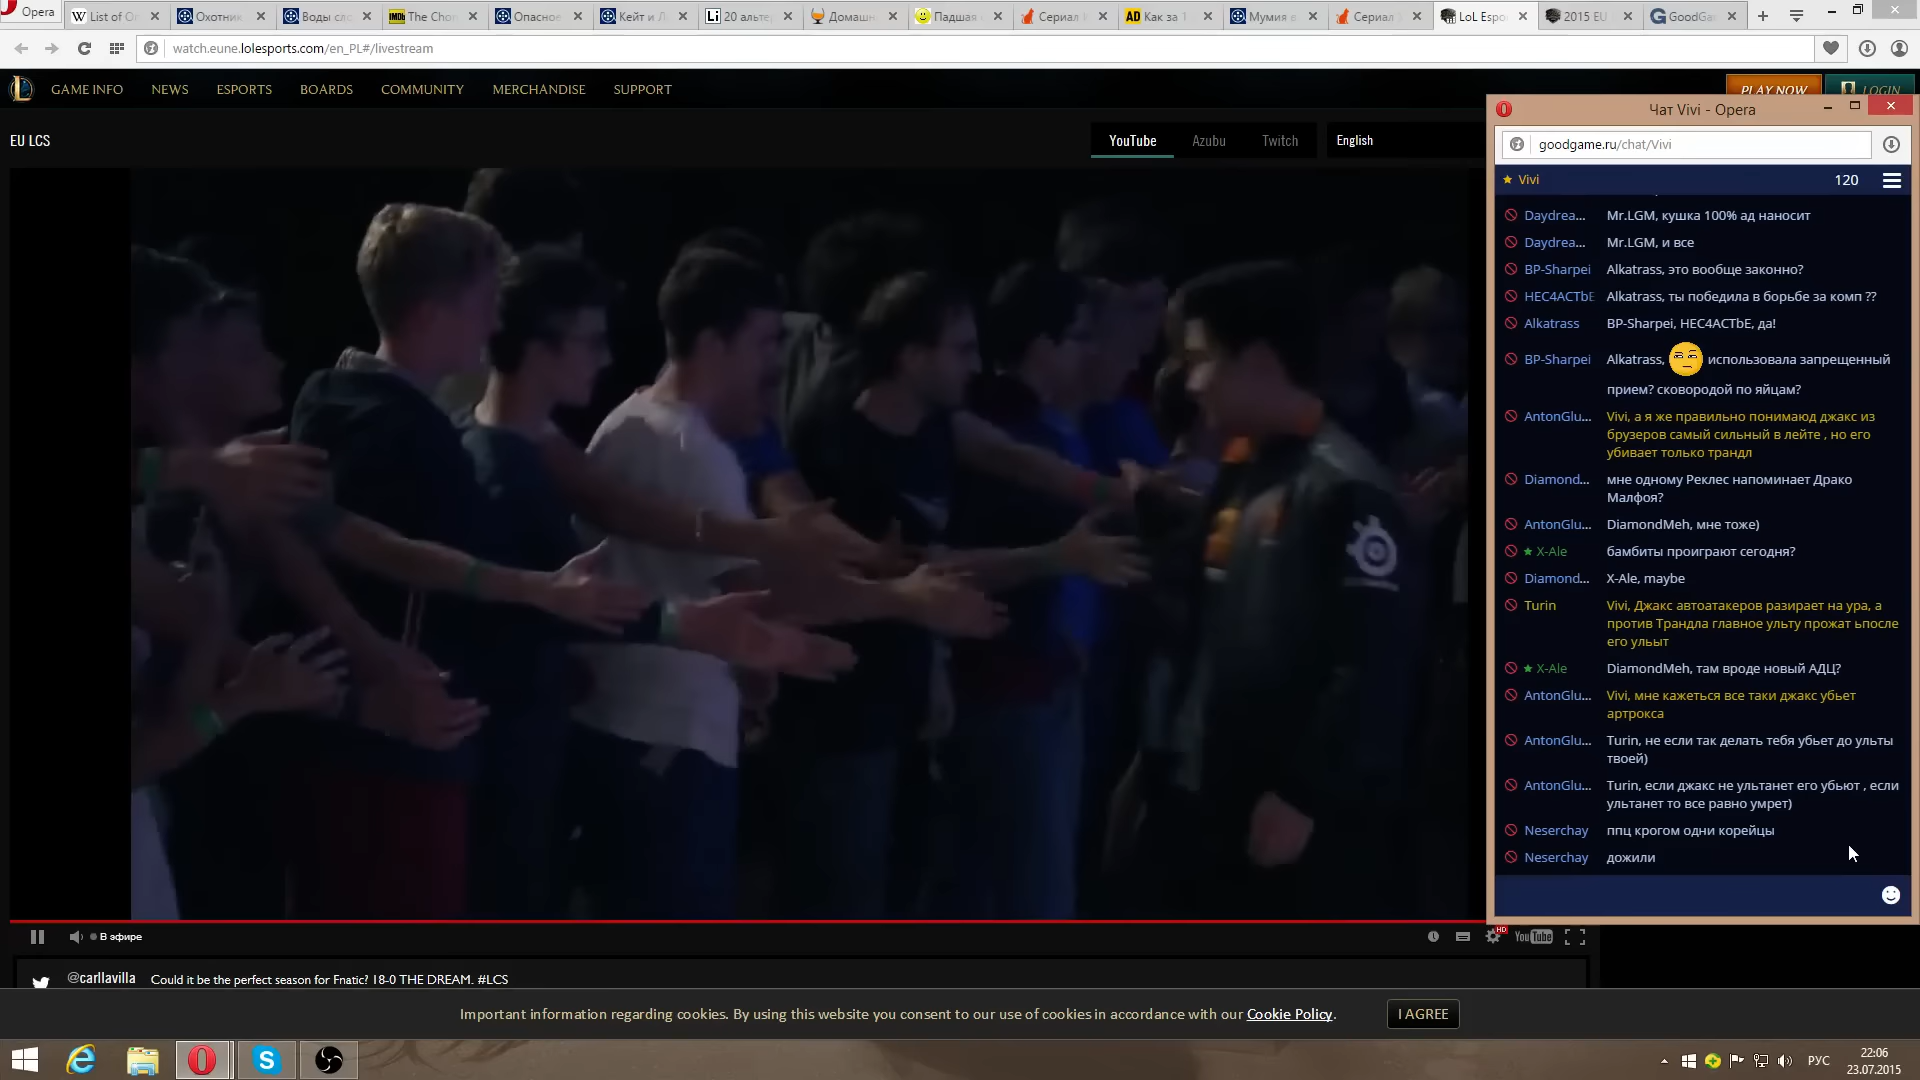 Opera
List of Or
Охотник
Воды сло
The Chor
Опасное
Кейт и Л
20 альте
Домашн
Падшая
Сериал
Как за 1
Мумия в
Сериал
LoL Espo
2015 EU
GoodGa
watch.eune.lolesports.com/en_PL#/livestream
GAME INFO NEWS ESPORTS BOARDS COMMUNITY MERCHANDISE SUPPORT
PLAY NOW LOGIN
EU LCS
YouTube Azubu Twitch English
Чат Vivi - Opera
goodgame.ru/chat/Vivi
Vivi 120
Daydrea... Mr.LGM, кушка 100% ад наносит
Daydrea... Mr.LGM, и все
BP-Sharpei Alkatrass, это вообще законно?
HEC4ACTbE Alkatrass, ты победила в борьбе за комп ??
Alkatrass BP-Sharpei, HEC4ACTbE, да!
BP-Sharpei Alkatrass, использовала запрещенный
прием? сковородой по яйцам?
AntonGlu... Vivi, а я же правильно понимаюд джакс из
брузеров самый сильный в лейте , но его
убивает только трандл
Diamond... мне одному Реклес напоминает Драко
Малфоя?
AntonGlu... DiamondMeh, мне тоже)
X-Ale бамбиты проиграют сегодня?
Diamond... X-Ale, maybe
Turin Vivi, Джакс автоатакеров разирает на ура, а
против Трандла главное ульту прожат ьпосле
его улыт
X-Ale DiamondMeh, там вроде новый АДЦ?
AntonGlu... Vivi, мне кажеться все таки джакс убьет
артрокса
AntonGlu... Turin, не если так делать тебя убьет до ульты
твоей)
AntonGlu... Turin, если джакс не ультанет его убьют , если
ультанет то все равно умрет)
Neserchay ппц крогом одни корейцы
Neserchay дожили
В эфире
HD
YouTube
@carllavilla Could it be the perfect season for Fnatic? 18-0 THE DREAM. #LCS
Important information regarding cookies. By using this website you consent to our use of cookies in accordance with our Cookie Policy.
I AGREE
РУС
22:06
23.07.2015